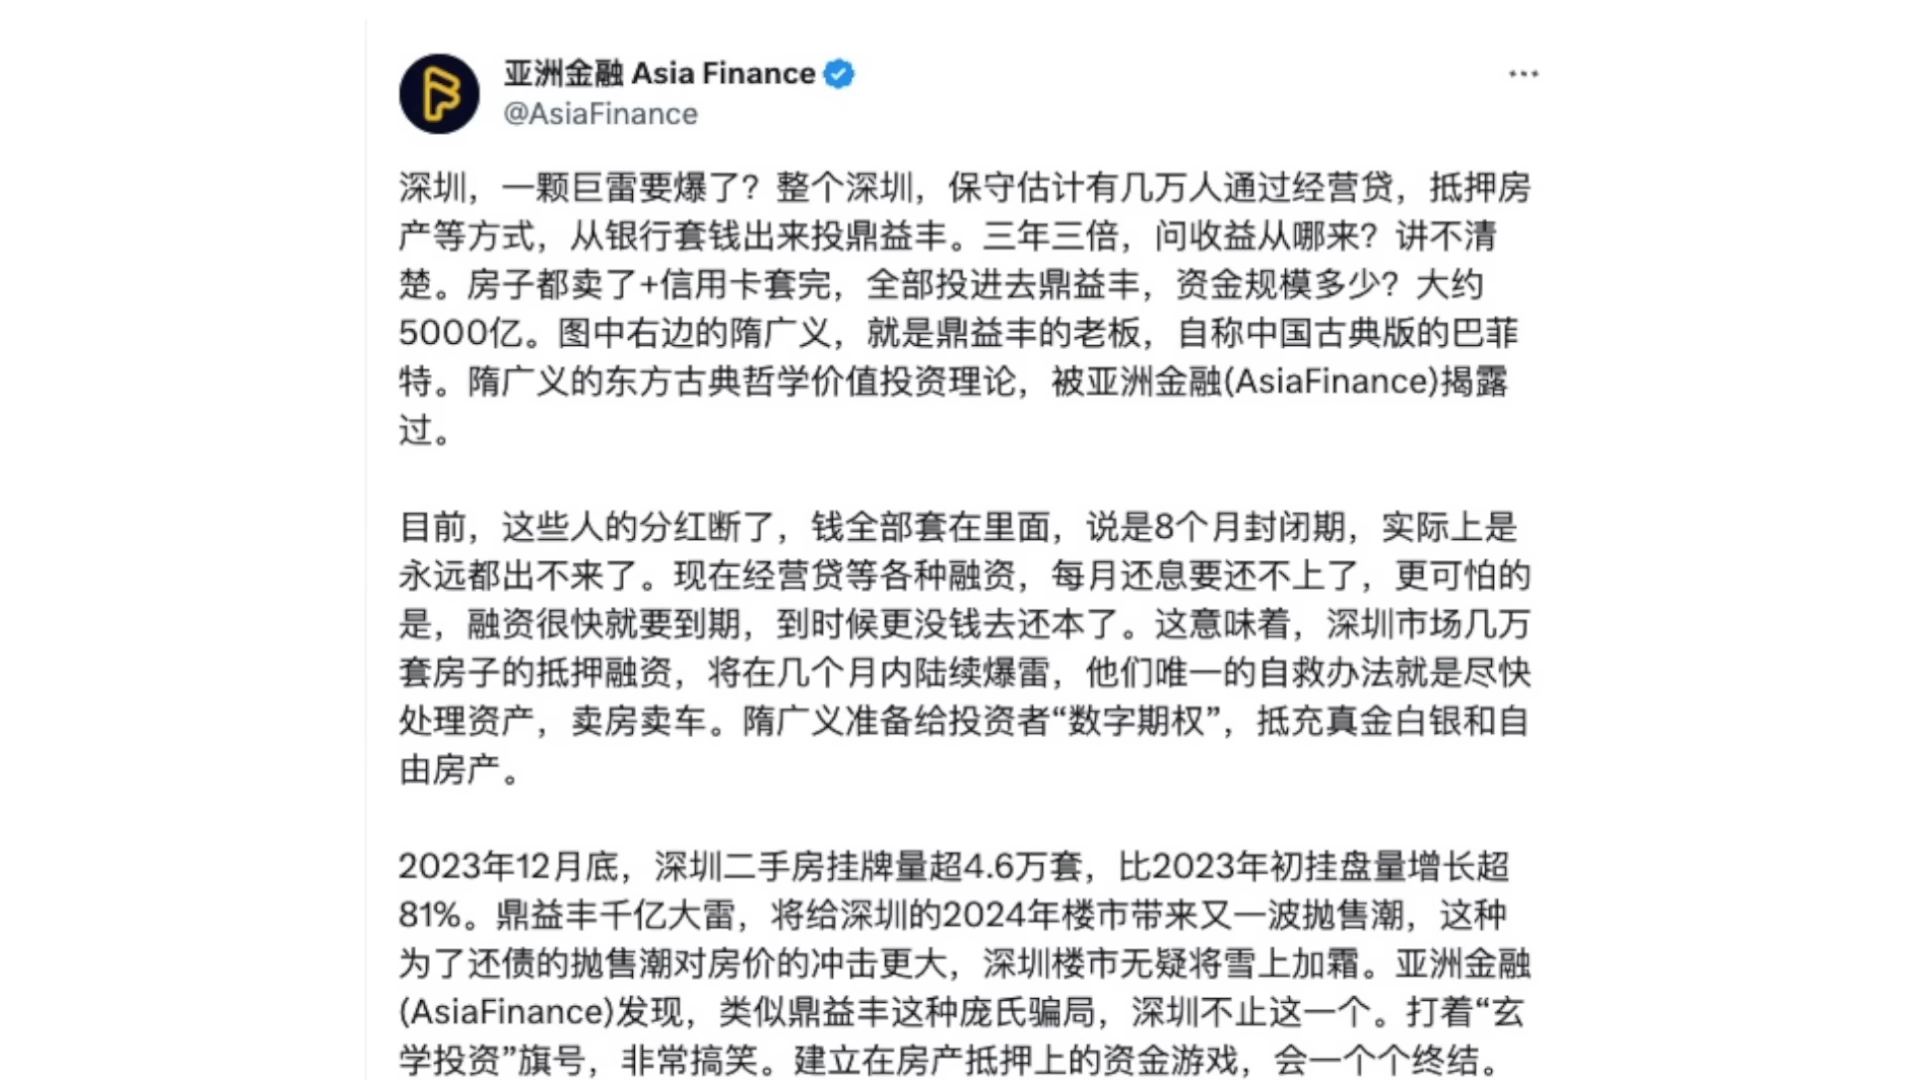 亚洲金融 Asia Finance
@AsiaFinance
深圳，一颗巨雷要爆了？整个深圳，保守估计有几万人通过经营贷，抵押房
产等方式，从银行套钱出来投鼎益丰。三年三倍，问收益从哪来？讲不清
楚。房子都卖了+信用卡套完，全部投进去鼎益丰，资金规模多少？大约
5000亿。图中右边的隋广义，就是鼎益丰的老板，自称中国古典版的巴菲
特。隋广义的东方古典哲学价值投资理论，被亚洲金融(AsiaFinance)揭露
过。
目前，这些人的分红断了，钱全部套在里面，说是8个月封闭期，实际上是
永远都出不来了。现在经营贷等各种融资，每月还息要还不上了，更可怕的
是，融资很快就要到期，到时候更没钱去还本了。这意味着，深圳市场几万
套房子的抵押融资，将在几个月内陆续爆雷，他们唯一的自救办法就是尽快
处理资产，卖房卖车。隋广义准备给投资者“数字期权”，抵充真金白银和自
由房产。
2023年12月底，深圳二手房挂牌量超4.6万套，比2023年初挂盘量增长超
81%。鼎益丰千亿大雷，将给深圳的2024年楼市带来又一波抛售潮，这种
为了还债的抛售潮对房价的冲击更大，深圳楼市无疑将雪上加霜。亚洲金融
(AsiaFinance)发现，类似鼎益丰这种庞氏骗局，深圳不止这一个。打着“玄
学投资”旗号，非常搞笑。建立在房产抵押上的资金游戏，会一个个终结。